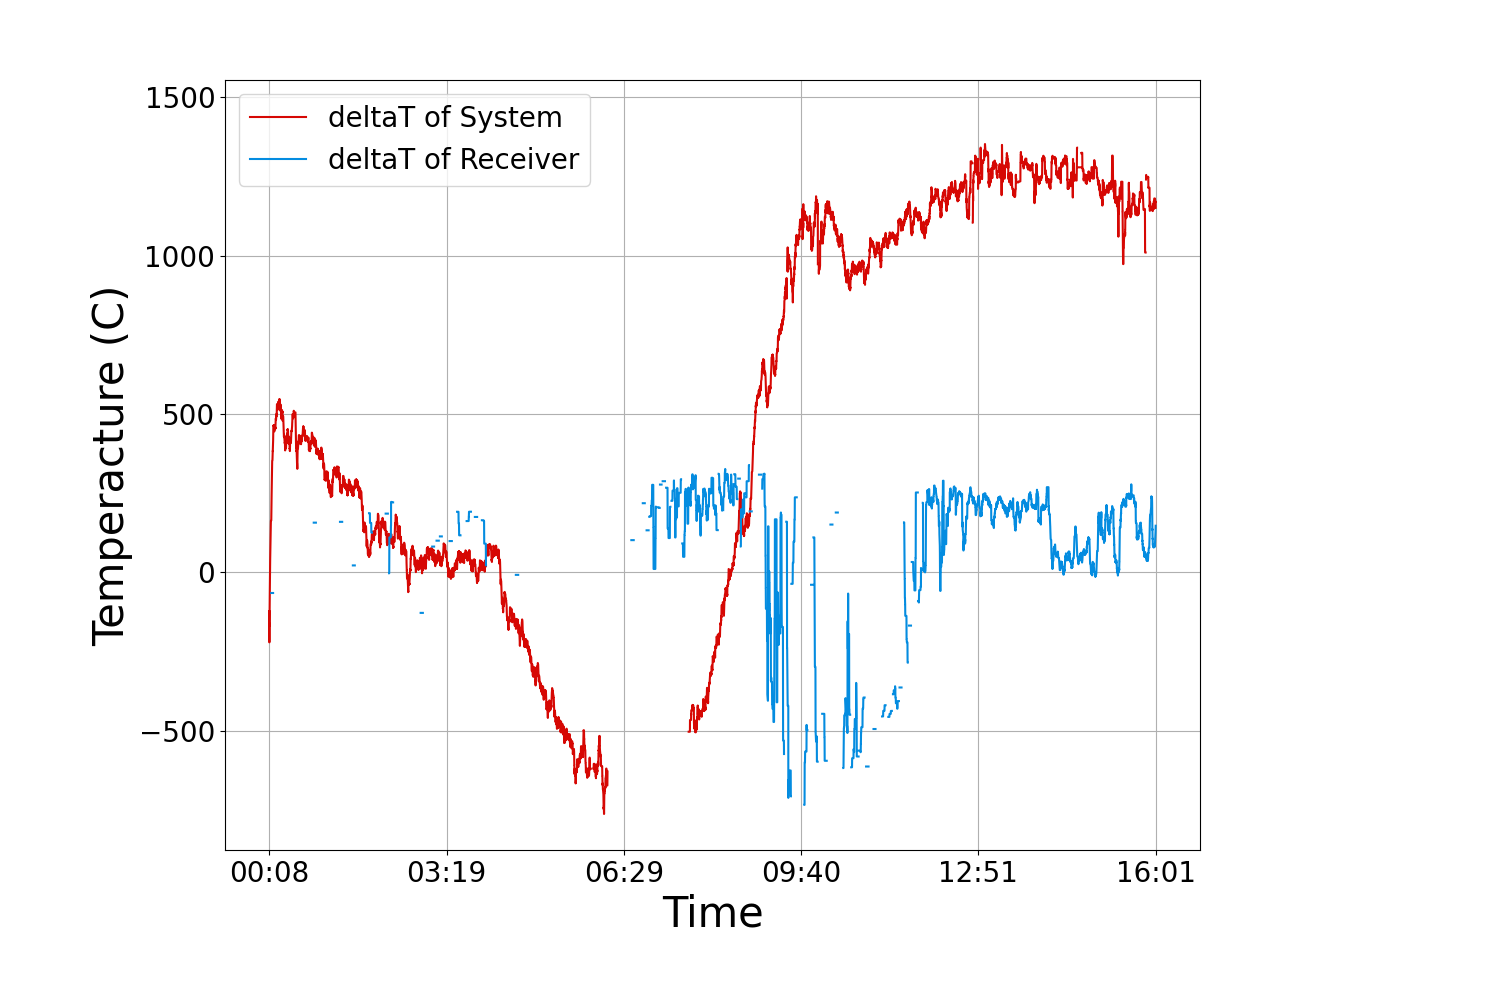 deltaT of System
deltaT of Receiver
1500
1000
500
0
−500
Temperacture (C)
00:08 03:19 06:29 09:40 12:51 16:01
Time